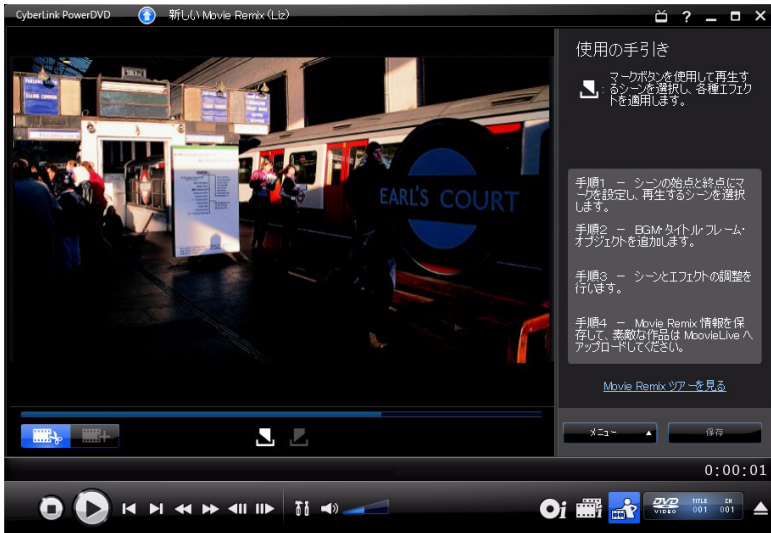 CyberLink PowerDVD
新しい Movie Remix (Liz)
使用の手引き
マークボタンを使用して再生す
るシーンを選択し、各種エフェク
トを適用します。
EALING COMMON
EARL'S COURT
手順1 － シーンの始点と終点にマ
ークを設定し、再生するシーンを選択
します。
手順2 － BGM・タイトル・フレーム・
オブジェクトを追加します。
手順3 － シーンとエフェクトの調整を
行います。
手順4 － Movie Remix 情報を保
存して、素敵な作品は MoovieLive へ
アップロードしてください。
Movie Remix ツアーを見る
メニュー
保存
0:00:01
DVD
VIDEO
TITLE
001
CH
001